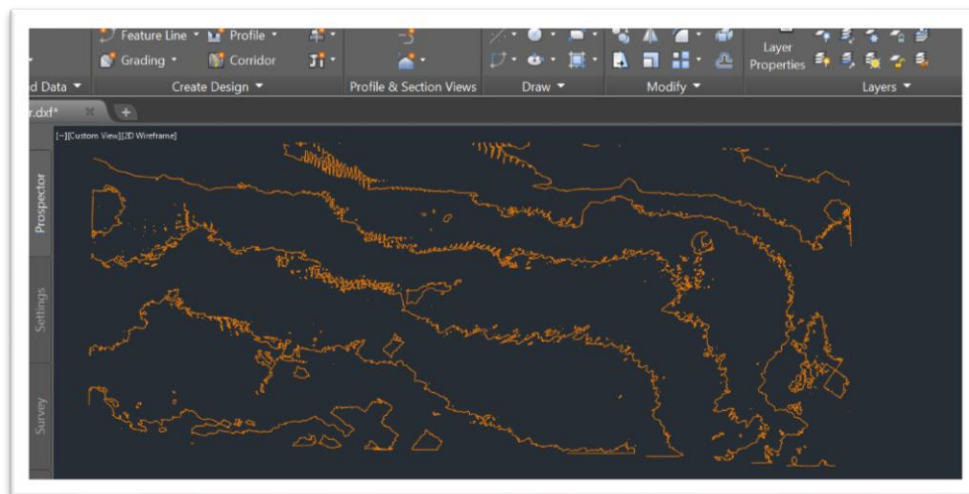 Feature Line Profile
Grading Corridor
Layer
Properties
d Data Create Design Profile & Section Views Draw Modify Layers
r.dxf*
[--][Custom View][2D Wireframe]
Prospector
Settings
Survey